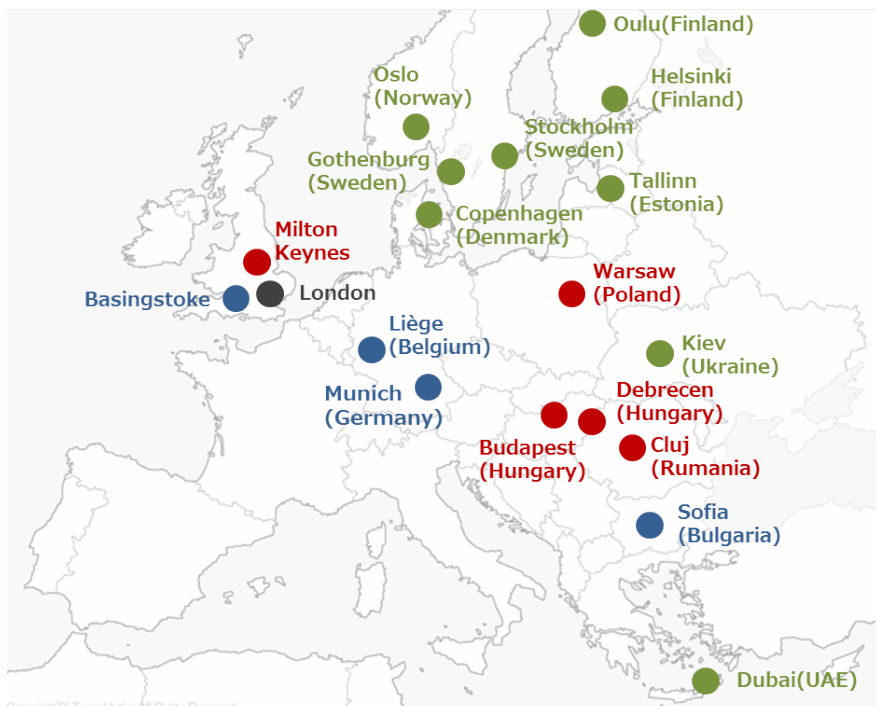 Oulu(Finland)
Oslo
(Norway)
Helsinki
(Finland)
Stockholm
(Sweden)
Gothenburg
(Sweden)
Tallinn
(Estonia)
Copenhagen
(Denmark)
Milton
Keynes
Basingstoke
London
Warsaw
(Poland)
Liège
(Belgium)
Kiev
(Ukraine)
Munich
(Germany)
Debrecen
(Hungary)
Budapest
(Hungary)
Cluj
(Rumania)
Sofia
(Bulgaria)
Dubai(UAE)